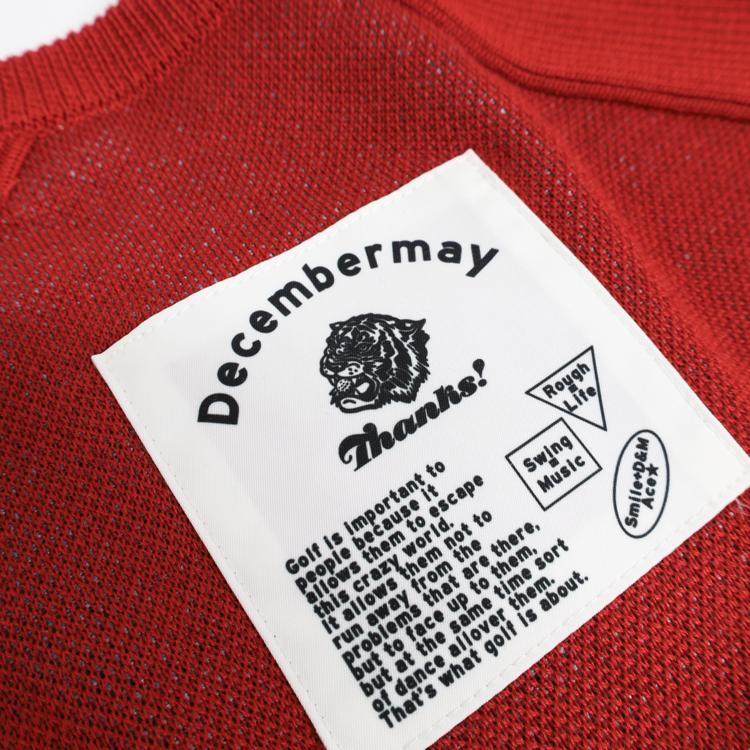 Decembermay
Thanks!
Rough
=
Life
Swing
=
Music
Smile+D&M
Ace★
Golf is important to
people because it
allows them to escape
this crazy world.
it allows them not to
run away from the
problems that are there,
but to face up to them,
but at the same time sort
of dance allover them.
That's what golf is about.